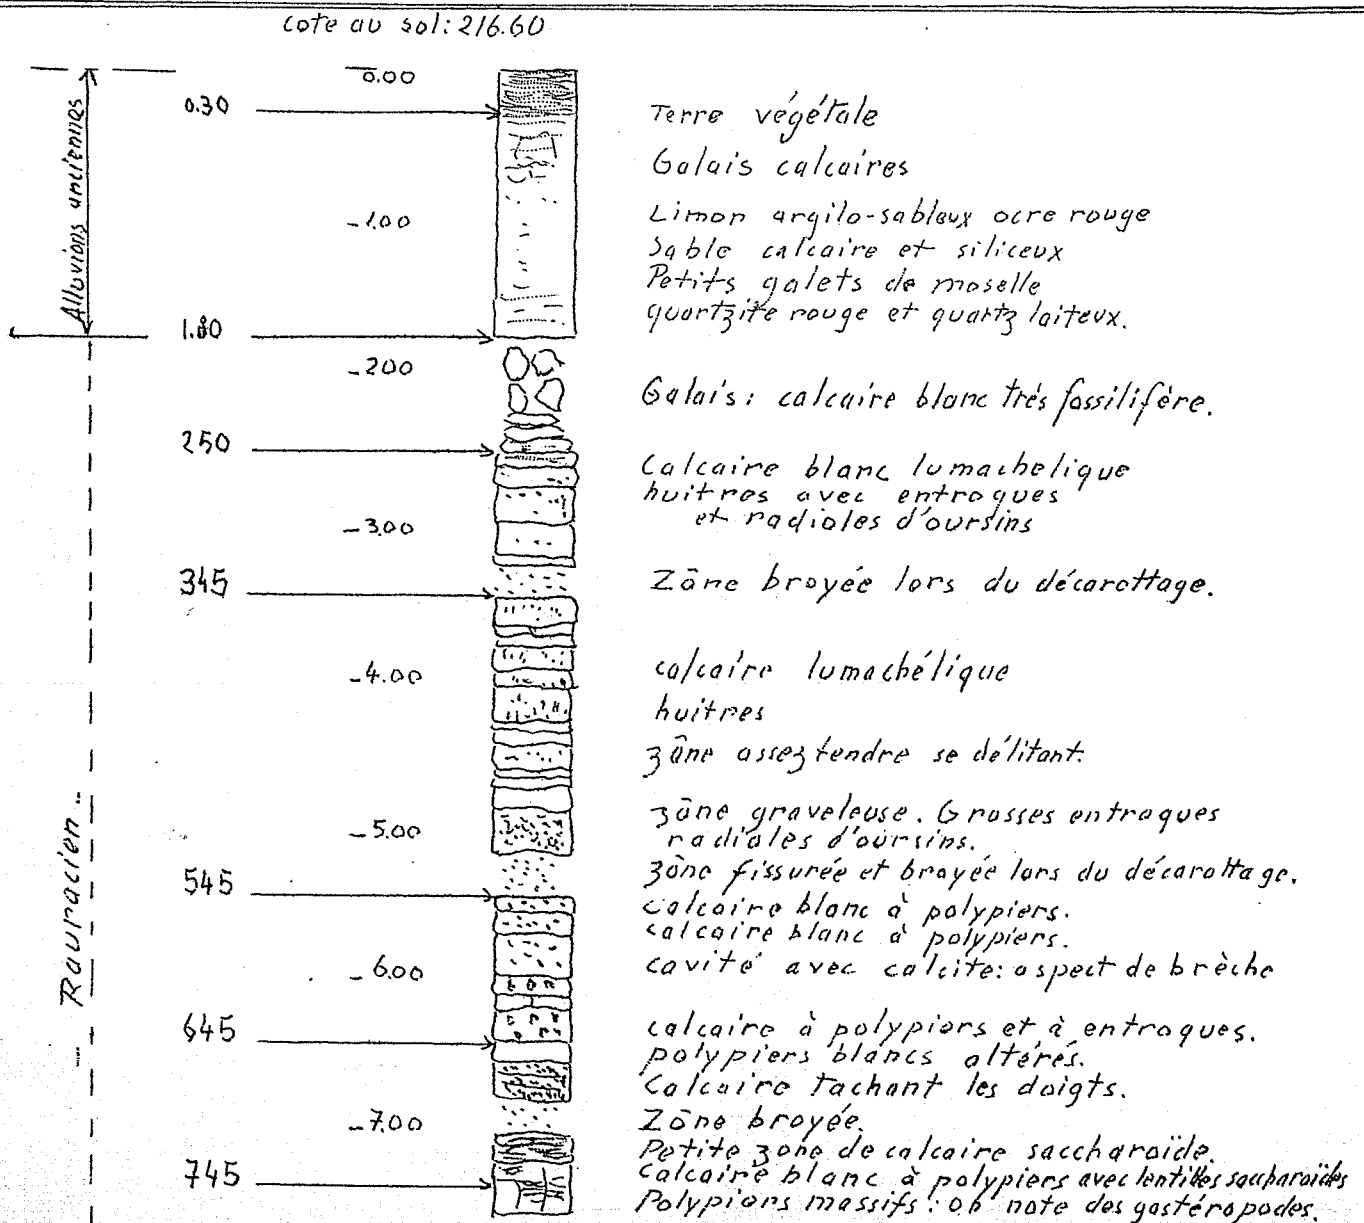 cote au sol: 216.60
0.00
0.30
Terre végétale
Galais calcaires
Alluvions anciennes
-1.00
Limon argilo-sableux ocre rouge
Sable calcaire et siliceux
Petits galets de moselle
quartzite rouge et quartz laiteux.
1.80
-2.00
Galais: calcaire blanc très fossilifère.
250
Calcaire blanc lumachelique
huitres avec entroques
et radioles d'oursins
-3.00
345
Zône broyée lors du décarottage.
-4.00
calcaire lumachélique
huitres
zône assez tendre se délitant.
zône graveleuse. Grosses entroques
radioles d'oursins.
-5.00
zône fissurée et broyée lors du décarottage.
545
calcaire blanc à polypiers.
calcaire blanc à polypiers.
Rauracien
-6.00
cavité avec calcite: aspect de brèche
645
calcaire à polypiers et à entroques.
polypiers blancs altérés.
Calcaire tachant les doigts.
-7.00
Zône broyée.
Petite zone de calcaire saccharoïde.
745
Calcaire blanc à polypiers avec lentilles saccharoïdes
Polypiers massifs: on note des gastéropodes.